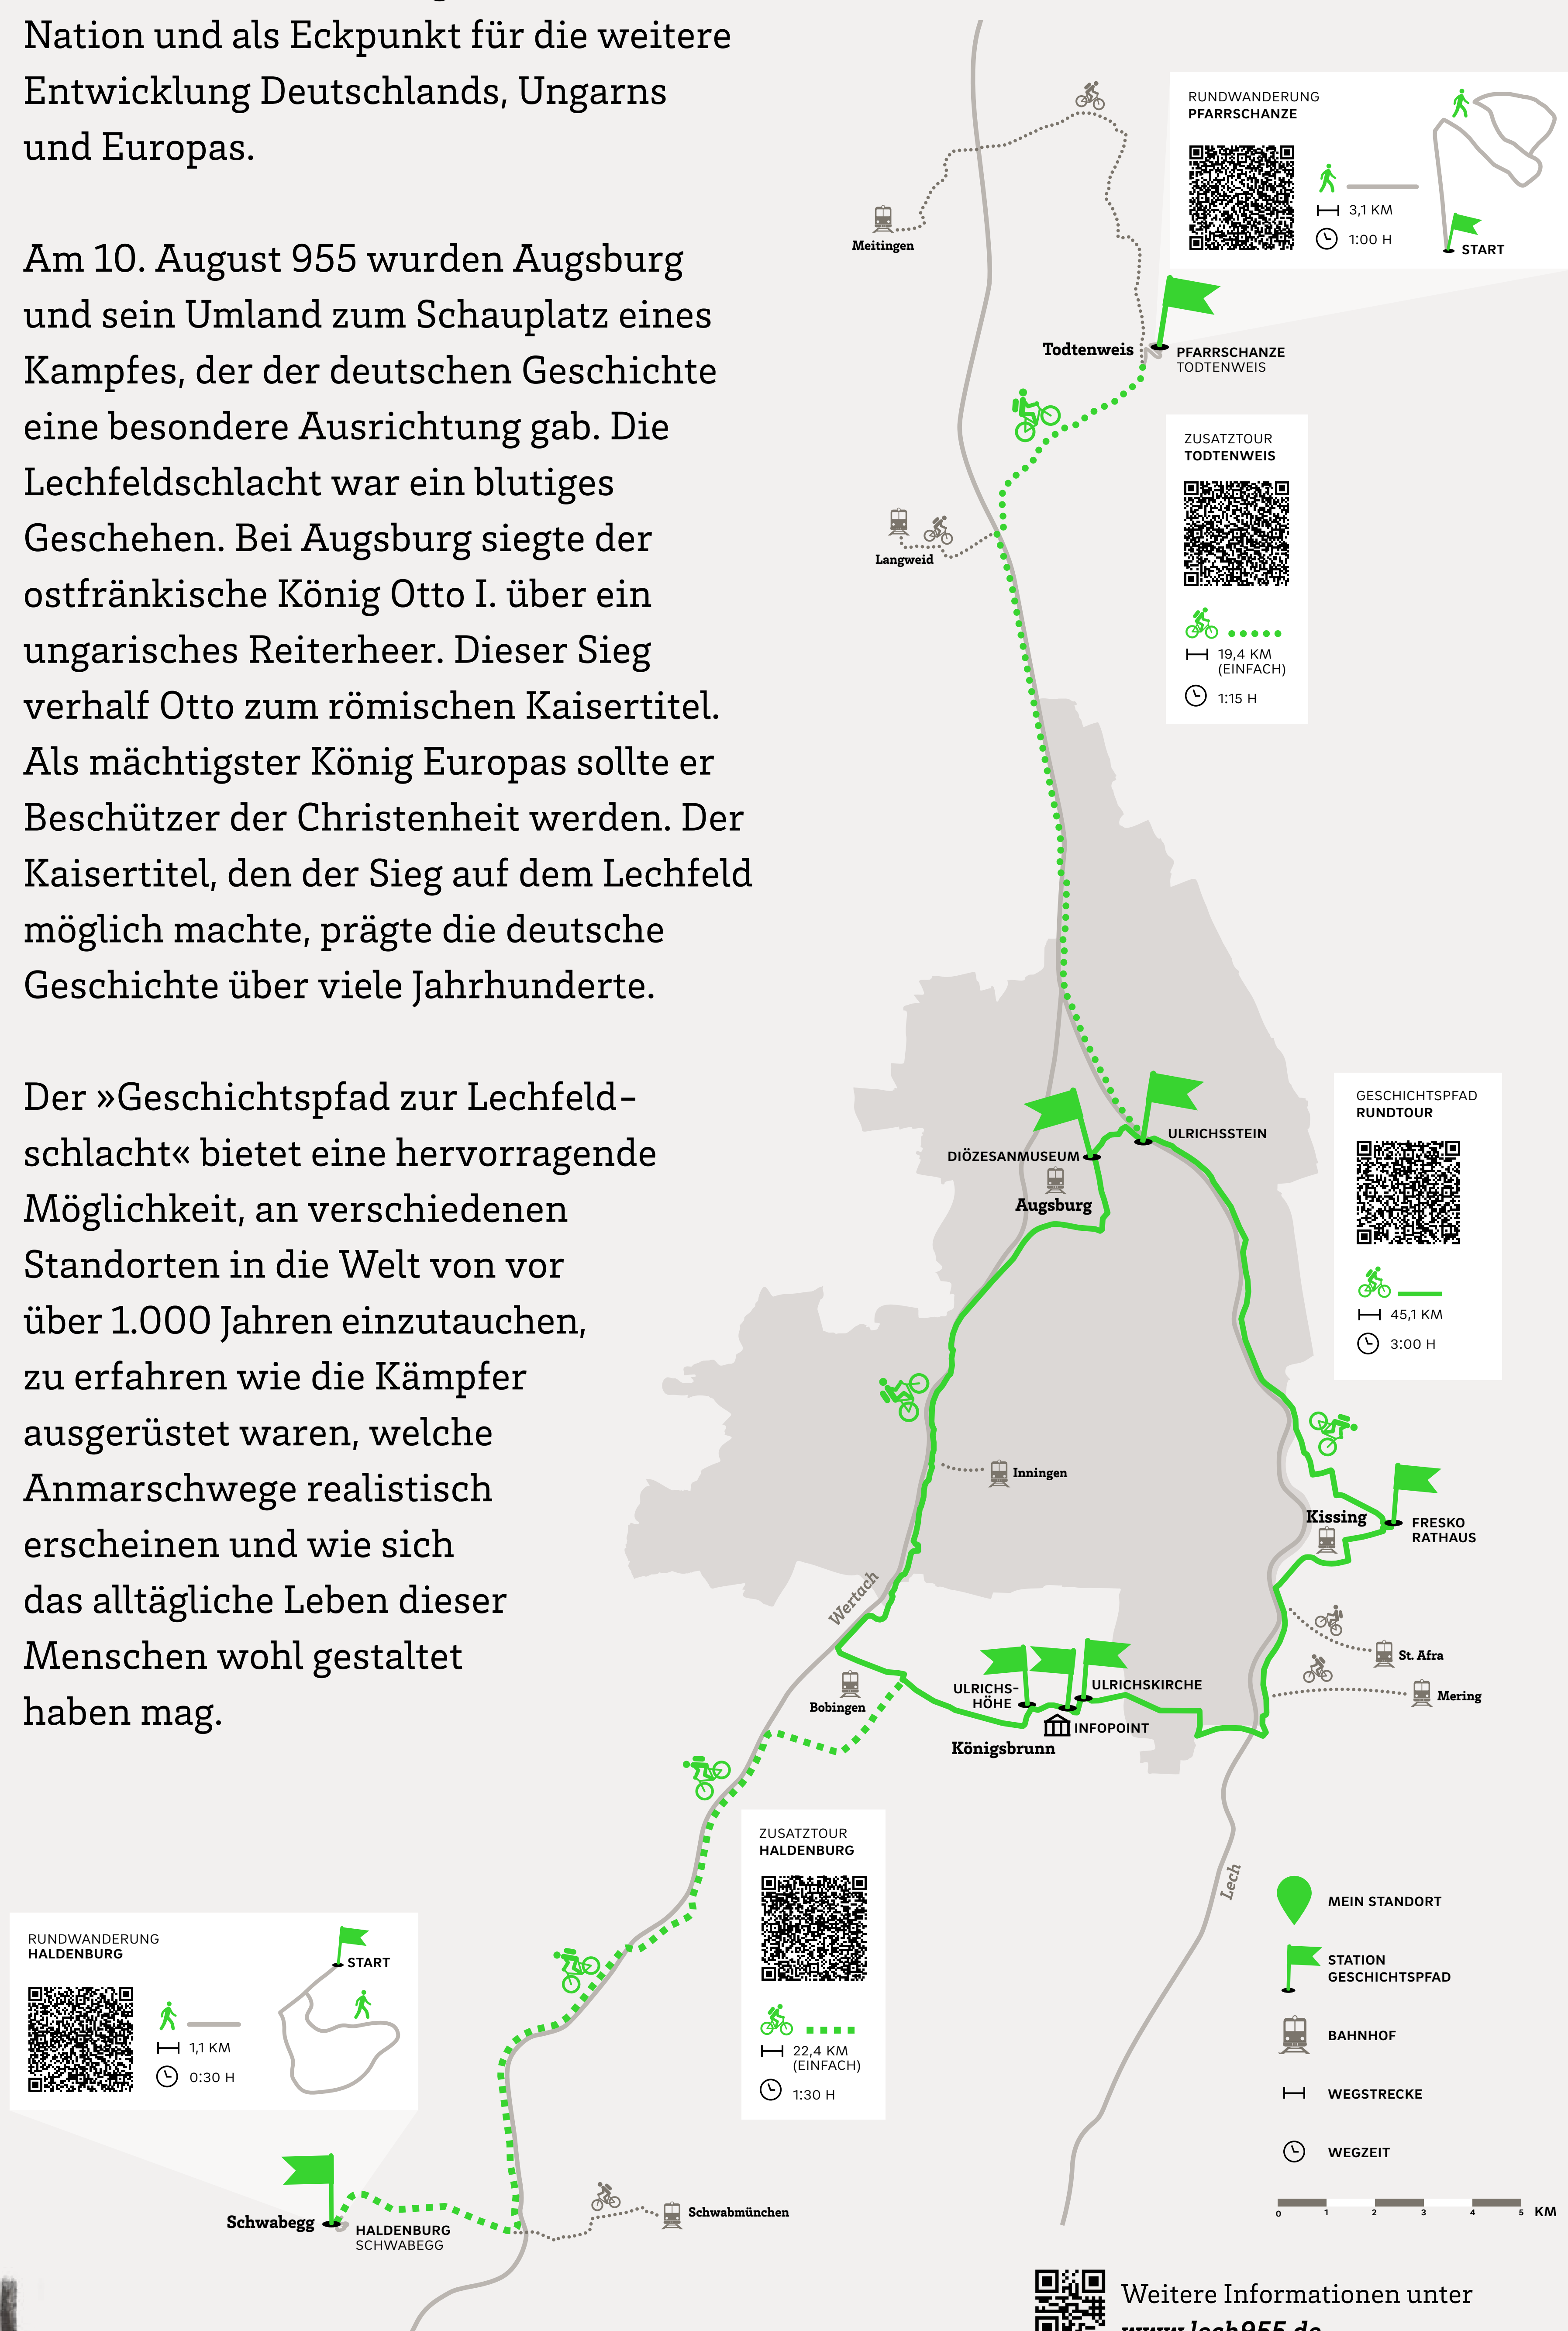 Nation und als Eckpunkt für die weitere
Entwicklung Deutschlands, Ungarns
und Europas.
Am 10. August 955 wurden Augsburg
und sein Umland zum Schauplatz eines
Kampfes, der der deutschen Geschichte
eine besondere Ausrichtung gab. Die
Lechfeldschlacht war ein blutiges
Geschehen. Bei Augsburg siegte der
ostfränkische König Otto I. über ein
ungarisches Reiterheer. Dieser Sieg
verhalf Otto zum römischen Kaisertitel.
Als mächtigster König Europas sollte er
Beschützer der Christenheit werden. Der
Kaisertitel, den der Sieg auf dem Lechfeld
möglich machte, prägte die deutsche
Geschichte über viele Jahrhunderte.
Der »Geschichtspfad zur Lechfeld-
schlacht« bietet eine hervorragende
Möglichkeit, an verschiedenen
Standorten in die Welt von vor
über 1.000 Jahren einzutauchen,
zu erfahren wie die Kämpfer
ausgerüstet waren, welche
Anmarschwege realistisch
erscheinen und wie sich
das alltägliche Leben dieser
Menschen wohl gestaltet
haben mag.
RUNDWANDERUNG
PFARRSCHANZE
3,1 KM
1:00 H
START
Meitingen
Todtenweis
PFARRSCHANZE
TODTENWEIS
ZUSATZTOUR
TODTENWEIS
19,4 KM
(EINFACH)
1:15 H
Langweid
GESCHICHTSPFAD
RUNDTOUR
45,1 KM
3:00 H
ULRICHSSTEIN
DIÖZESANMUSEUM
Augsburg
Inningen
Kissing
FRESKO
RATHAUS
Wertach
St. Afra
Mering
Bobingen
ULRICHS-
HÖHE
ULRICHSKIRCHE
INFOPOINT
Königsbrunn
ZUSATZTOUR
HALDENBURG
22,4 KM
(EINFACH)
1:30 H
Lech
RUNDWANDERUNG
HALDENBURG
START
1,1 KM
0:30 H
Schwabegg
HALDENBURG
SCHWABEGG
Schwabmünchen
MEIN STANDORT
STATION
GESCHICHTSPFAD
BAHNHOF
WEGSTRECKE
WEGZEIT
0 1 2 3 4 5 KM
Weitere Informationen unter
www.lech955.de